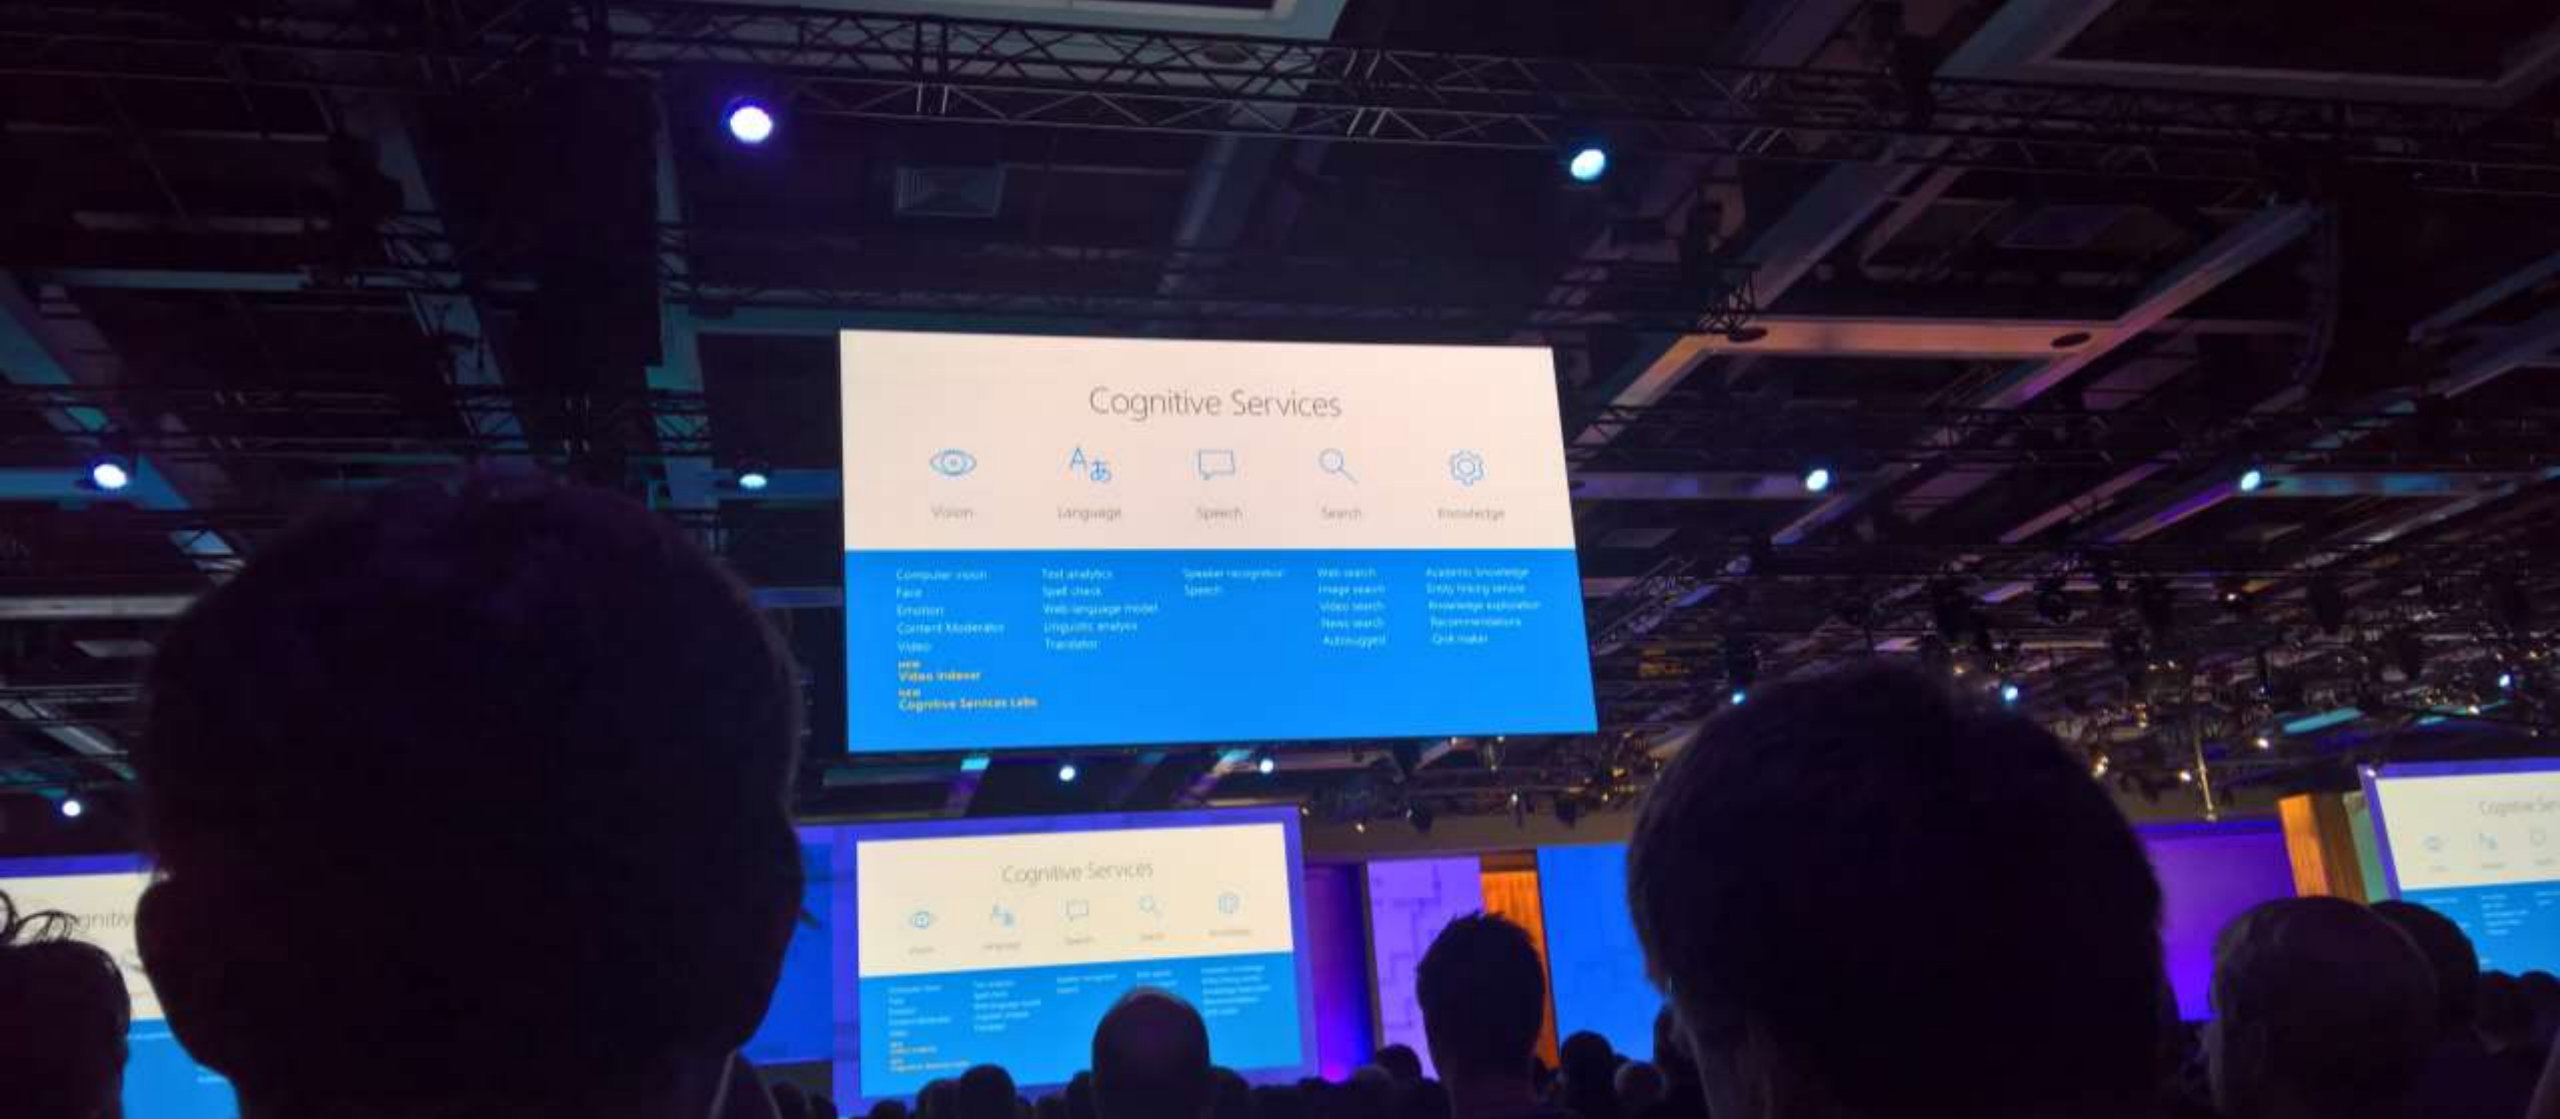 Cognitive Services
Vision
Language
Speech
Search
Knowledge
Computer vision
Face
Emotion
Content Moderator
Video
new
Video Indexer
new
Cognitive Services Labs
Text analytics
Spell check
Web language model
Linguistic analysis
Translator
Speaker recognition
Speech
Web search
Image search
Video search
News search
Autosuggest
Academic knowledge
Entity linking service
Knowledge exploration
Recommendations
QnA maker
Cognitive Services